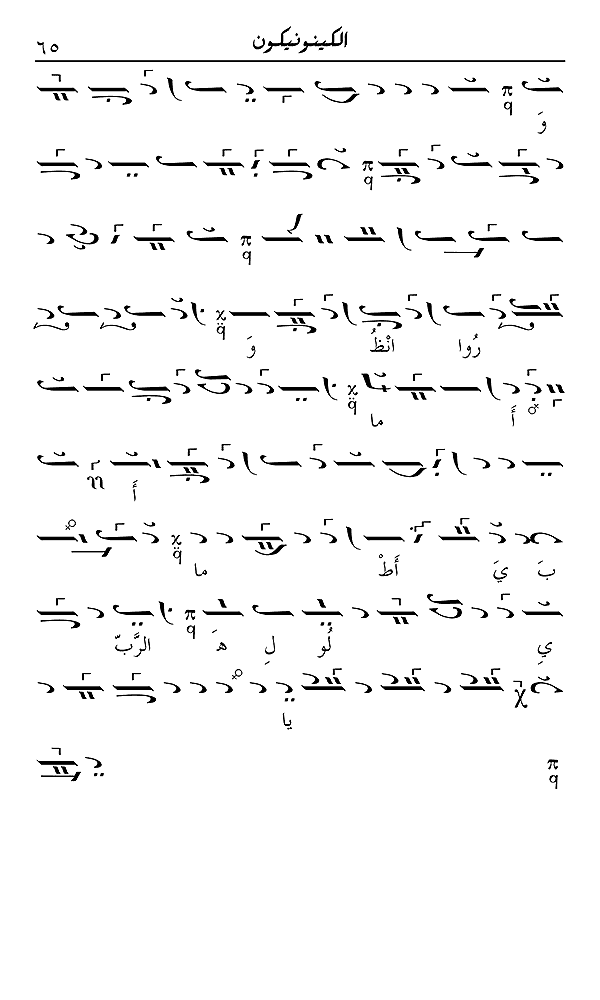 الكينونيكون ٦٥
وَ
رُوا انْظُ وَ
أَ ما
أَ
بَ يَ أَطْ ما
يِ لُو لِ هَ الرَّبّ
يا